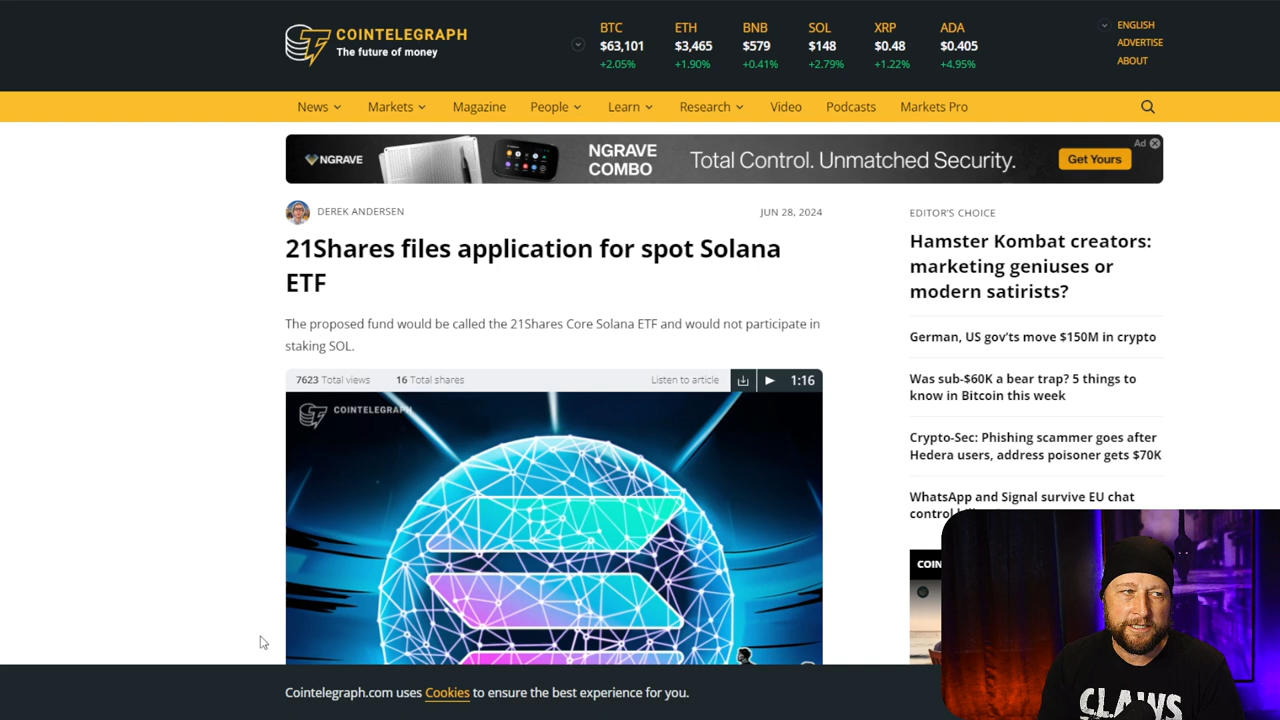 COINTELEGRAPH
The future of money
BTC
$63,101
+2.05%
ETH
$3,465
+1.90%
BNB
$579
+0.41%
SOL
$148
+2.79%
XRP
$0.48
+1.22%
ADA
$0.405
+4.95%
ENGLISH
ADVERTISE
ABOUT
News
Markets
Magazine
People
Learn
Research
Video
Podcasts
Markets Pro
NGRAVE
NGRAVE
COMBO
Total Control. Unmatched Security.
Get Yours
Ad
DEREK ANDERSEN
JUN 28, 2024
21Shares files application for spot Solana
ETF
The proposed fund would be called the 21Shares Core Solana ETF and would not participate in
staking SOL.
7623 Total views
16 Total shares
Listen to article
1:16
COINTELEGRAPH
EDITOR'S CHOICE
Hamster Kombat creators:
marketing geniuses or
modern satirists?
German, US gov'ts move $150M in crypto
Was sub-$60K a bear trap? 5 things to
know in Bitcoin this week
Crypto-Sec: Phishing scammer goes after
Hedera users, address poisoner gets $70K
WhatsApp and Signal survive EU chat
control
COIN
Cointelegraph.com uses Cookies to ensure the best experience for you.
CLAWS